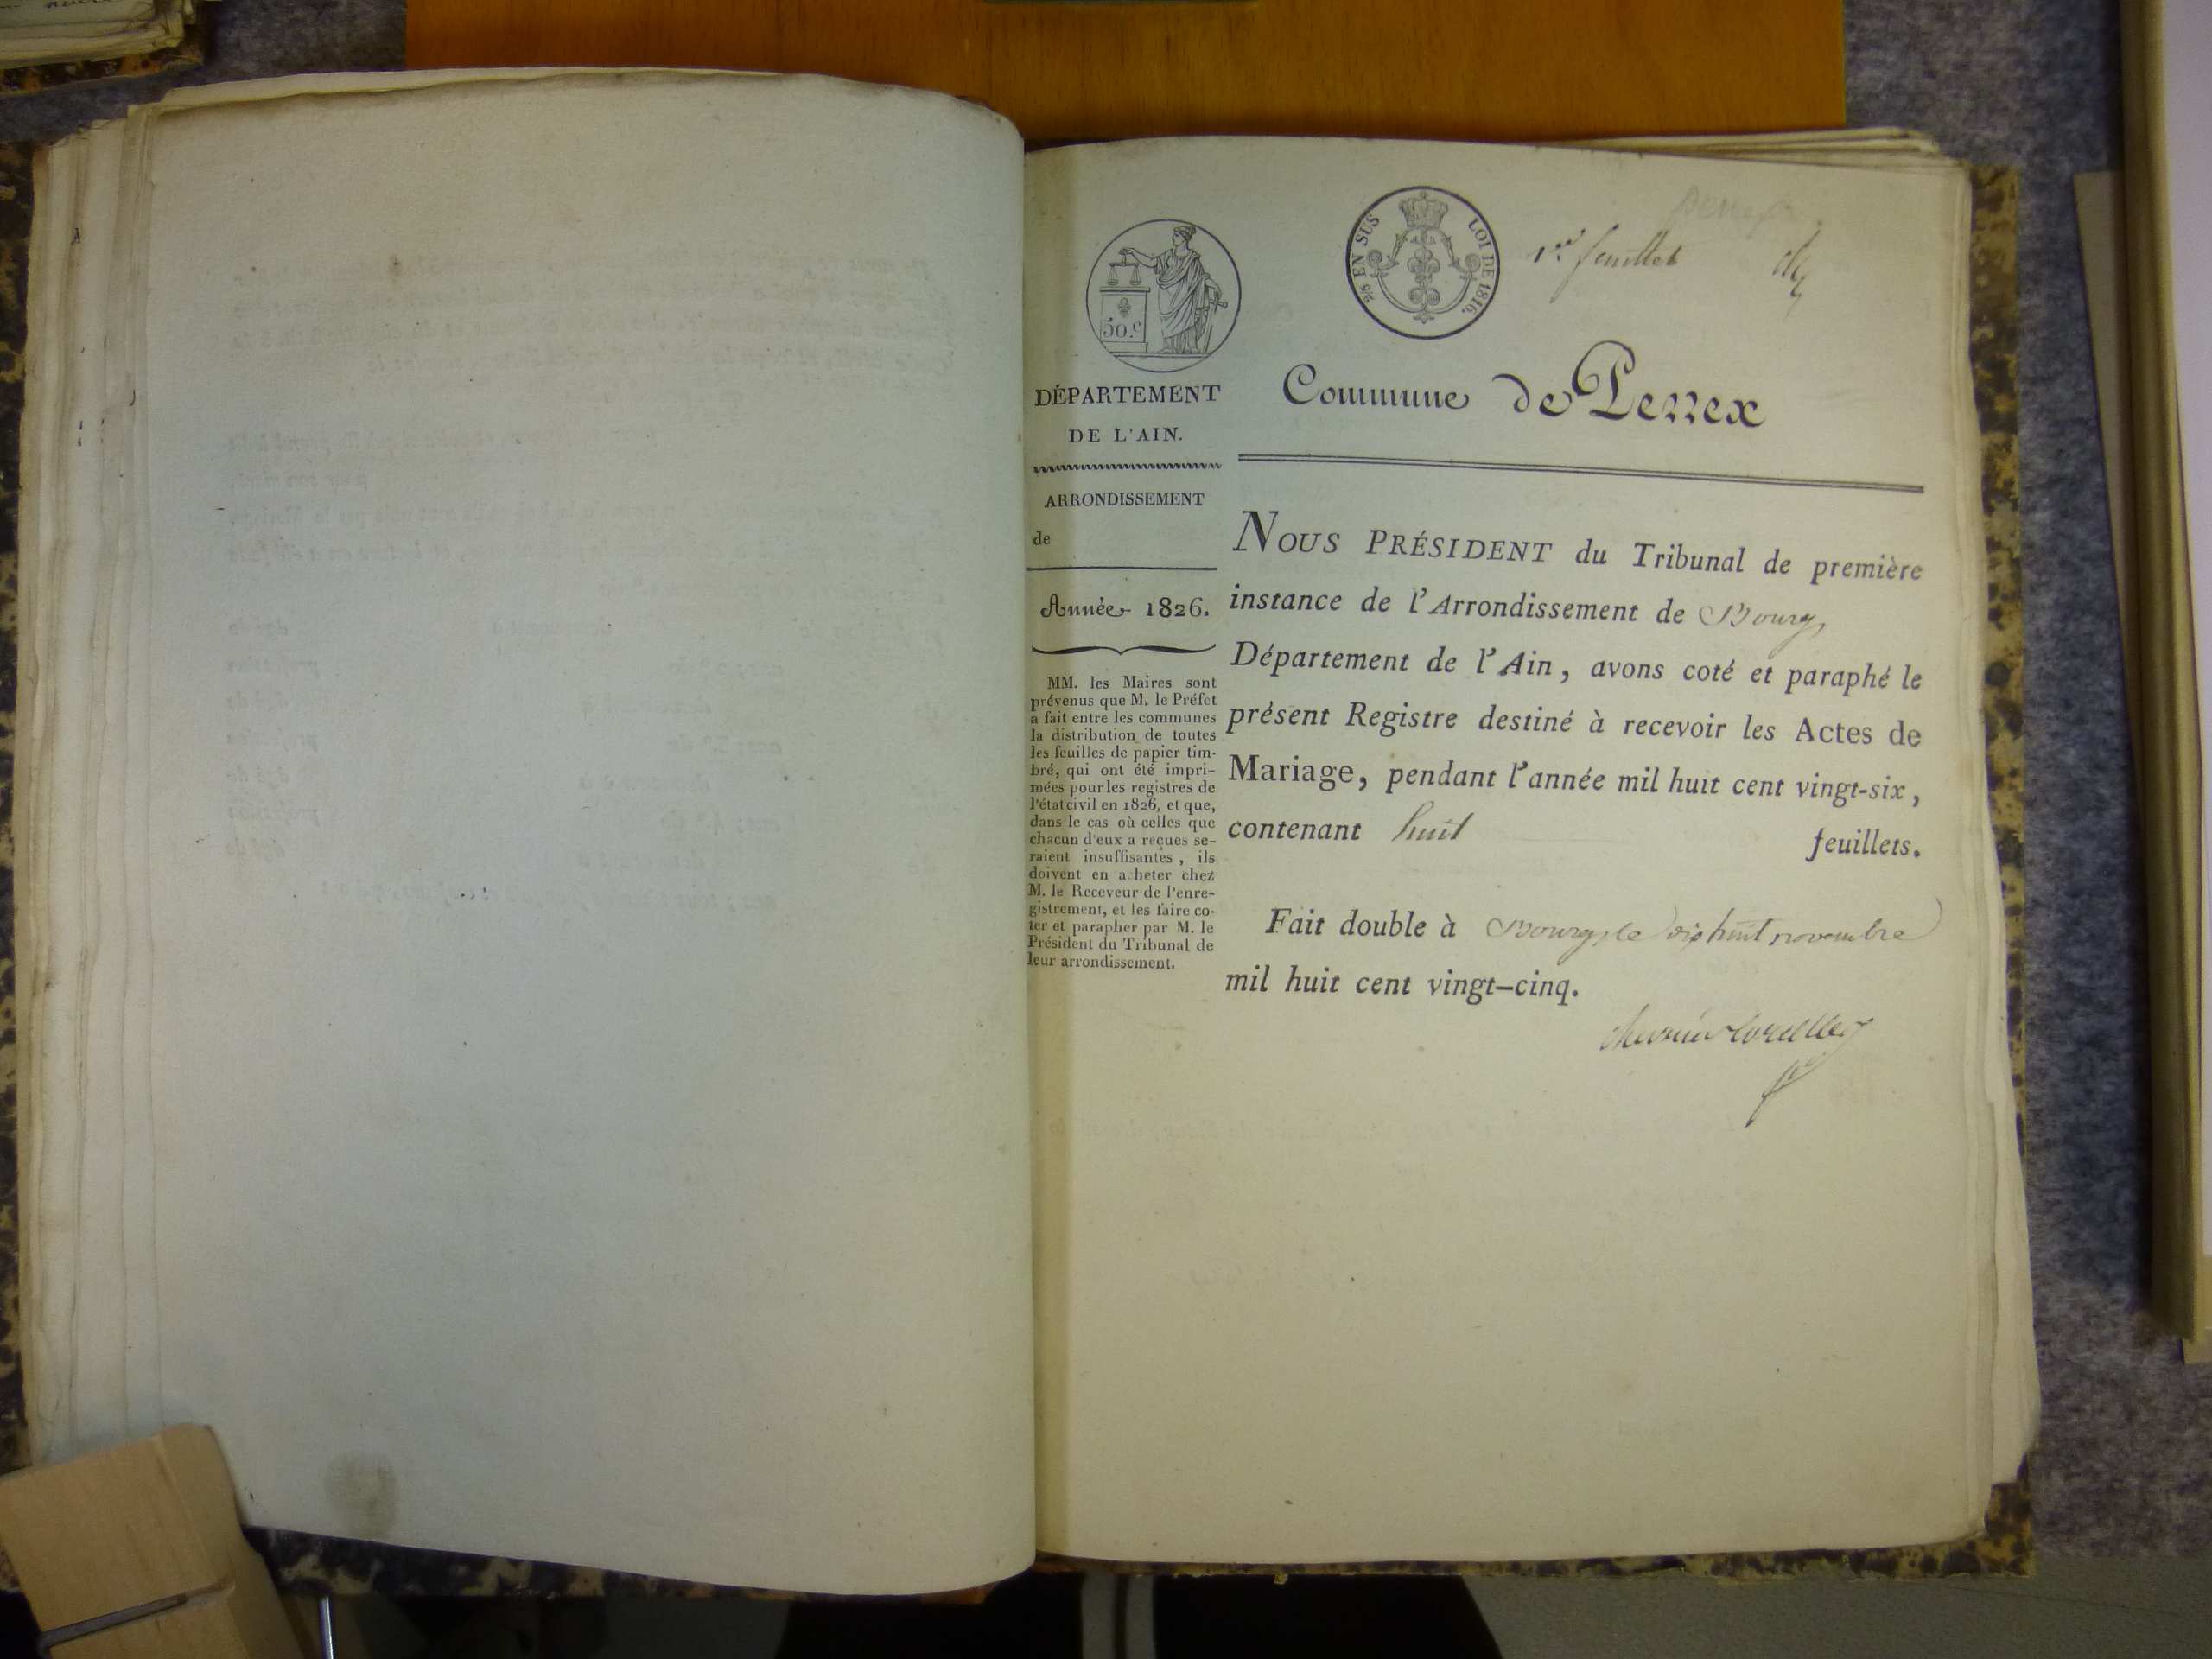 50.c
25 EN SUS LOI DE 1816.
1er feuillet
DÉPARTEMENT
DE L'AIN.
ARRONDISSEMENT
de
Année 1826.
MM. les Maires sont
prévenus que M. le Préfet
a fait entre les communes
la distribution de toutes
les feuilles de papier tim-
bré, qui ont été impri-
mées pour les registres de
l'état civil en 1826, et que,
dans le cas où celles que
chacun d'eux a reçues se-
raient insuffisantes, ils
doivent en acheter chez
M. le Receveur de l'enre-
gistrement, et les faire co-
ter et parapher par M. le
Président du Tribunal de
leur arrondissement.
Commune de Perrex
NOUS PRÉSIDENT du Tribunal de première
instance de l'Arrondissement de Bourg
Département de l'Ain, avons coté et paraphé le
présent Registre destiné à recevoir les Actes de
Mariage, pendant l'année mil huit cent vingt-six,
contenant huit feuillets.
Fait double à Bourg, le dix huit novembre
mil huit cent vingt-cinq.